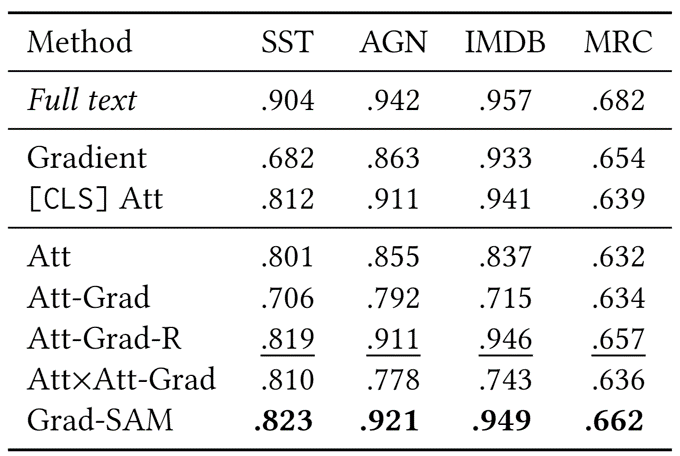 Method SST AGN IMDB MRC
Full text .904 .942 .957 .682
Gradient .682 .863 .933 .654
[CLS] Att .812 .911 .941 .639
Att .801 .855 .837 .632
Att-Grad .706 .792 .715 .634
Att-Grad-R .819 .911 .946 .657
Att×Att-Grad .810 .778 .743 .636
Grad-SAM .823 .921 .949 .662